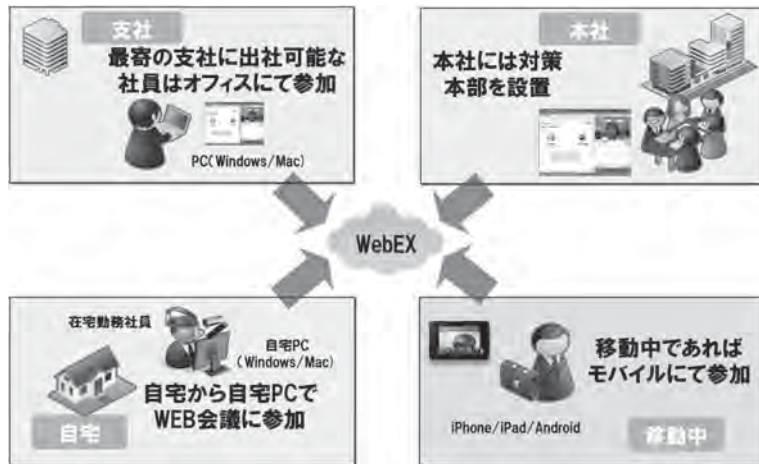 支社
最寄の支社に出社可能な
社員はオフィスにて参加
PC(Windows/Mac)
本社
本社には対策
本部を設置
WebEX
在宅勤務社員
自宅PC
(Windows/Mac)
自宅から自宅PCで
WEB会議に参加
自宅
移動中であれば
モバイルにて参加
iPhone/iPad/Android
移動中